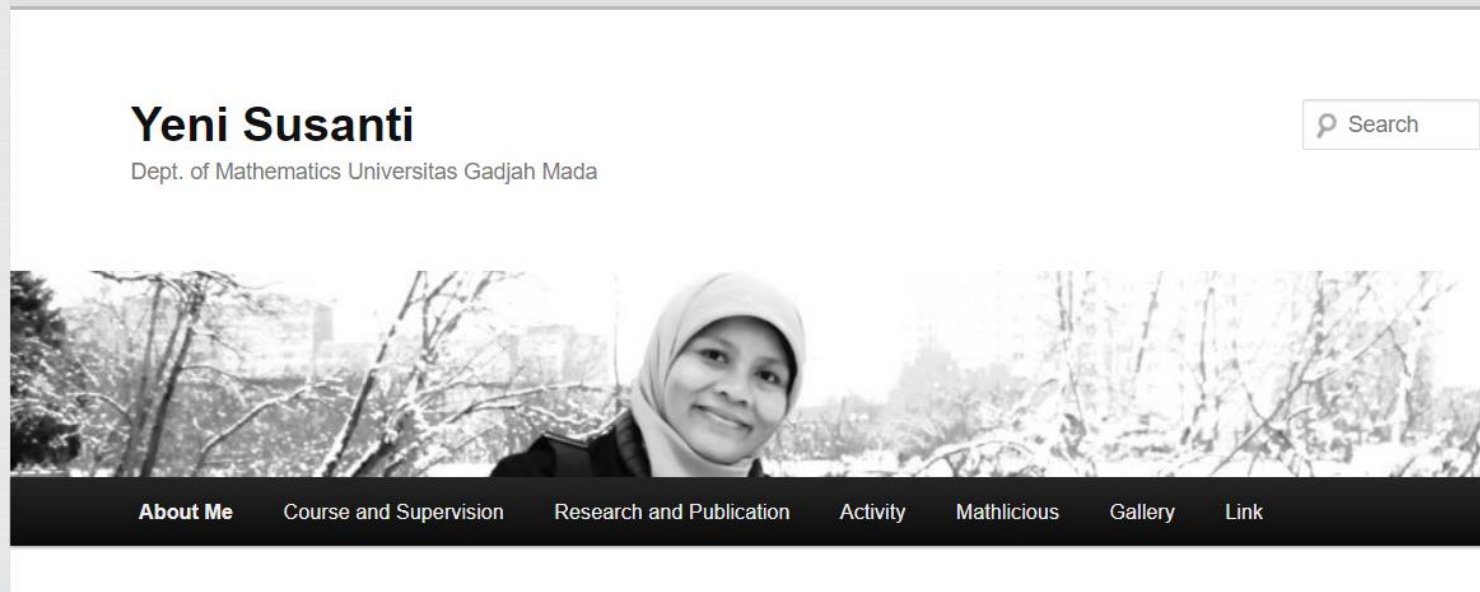 Yeni Susanti
Search
Dept. of Mathematics Universitas Gadjah Mada
About Me Course and Supervision Research and Publication Activity Mathlicious Gallery Link